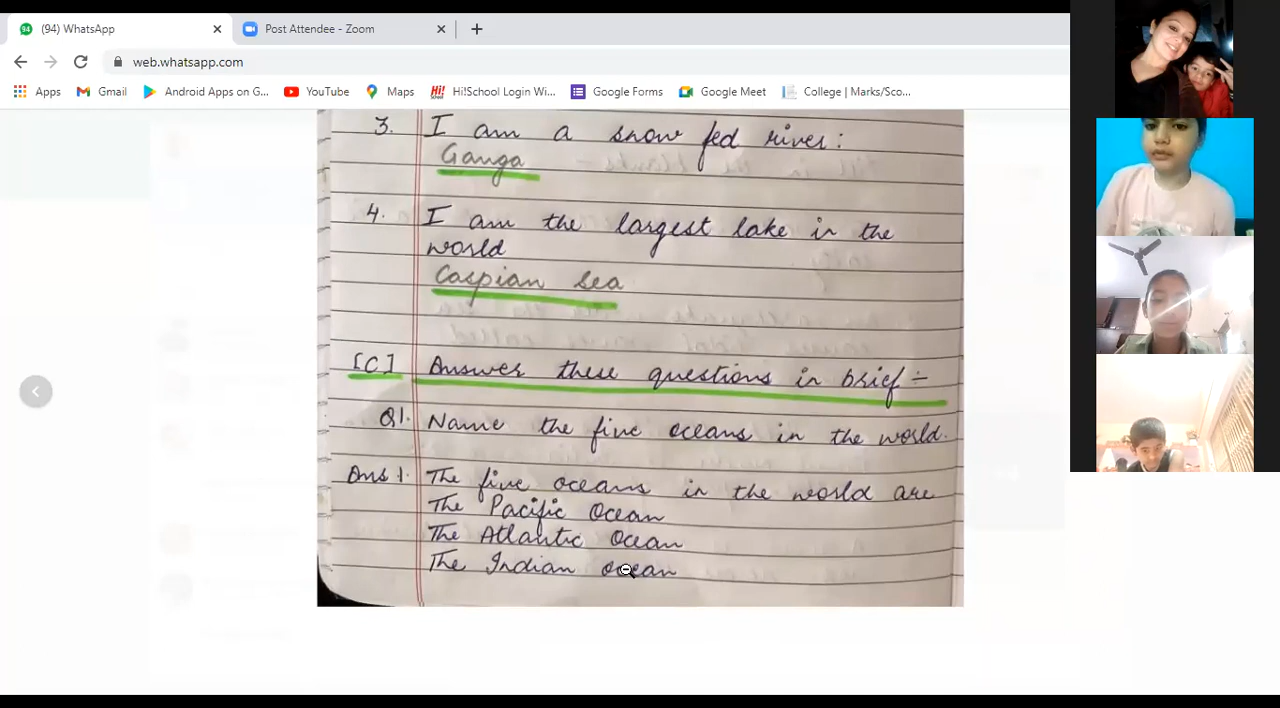 (94) WhatsApp
Post Attendee - Zoom
web.whatsapp.com
Apps
Gmail
Android Apps on G...
YouTube
Maps
Hi!School Login Wi...
Google Forms
Google Meet
College | Marks/Sco...
3. I am a snow fed river:
Ganga
4. I am the largest lake in the
world
Caspian Sea
[C] Answer these questions in brief :-
Q1. Name the five oceans in the world.
Ans 1. The five oceans in the world are
The Pacific Ocean
The Atlantic Ocean
The Indian Ocean